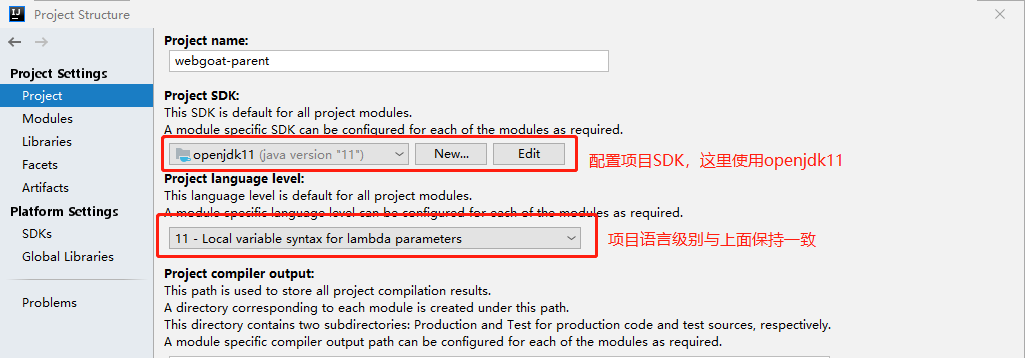 IJ Project Structure
Project name:
webgoat-parent
Project Settings
Project
Modules
Libraries
Facets
Artifacts
Platform Settings
SDKs
Global Libraries
Problems
Project SDK:
This SDK is default for all project modules.
A module specific SDK can be configured for each of the modules as required.
openjdk11 (java version "11") New... Edit
配置项目SDK，这里使用openjdk11
Project language level:
This language level is default for all project modules.
A module specific language level can be configured for each of the modules as required.
11 - Local variable syntax for lambda parameters
项目语言级别与上面保持一致
Project compiler output:
This path is used to store all project compilation results.
A directory corresponding to each module is created under this path.
This directory contains two subdirectories: Production and Test for production code and test sources, respectively.
A module specific compiler output path can be configured for each of the modules as required.